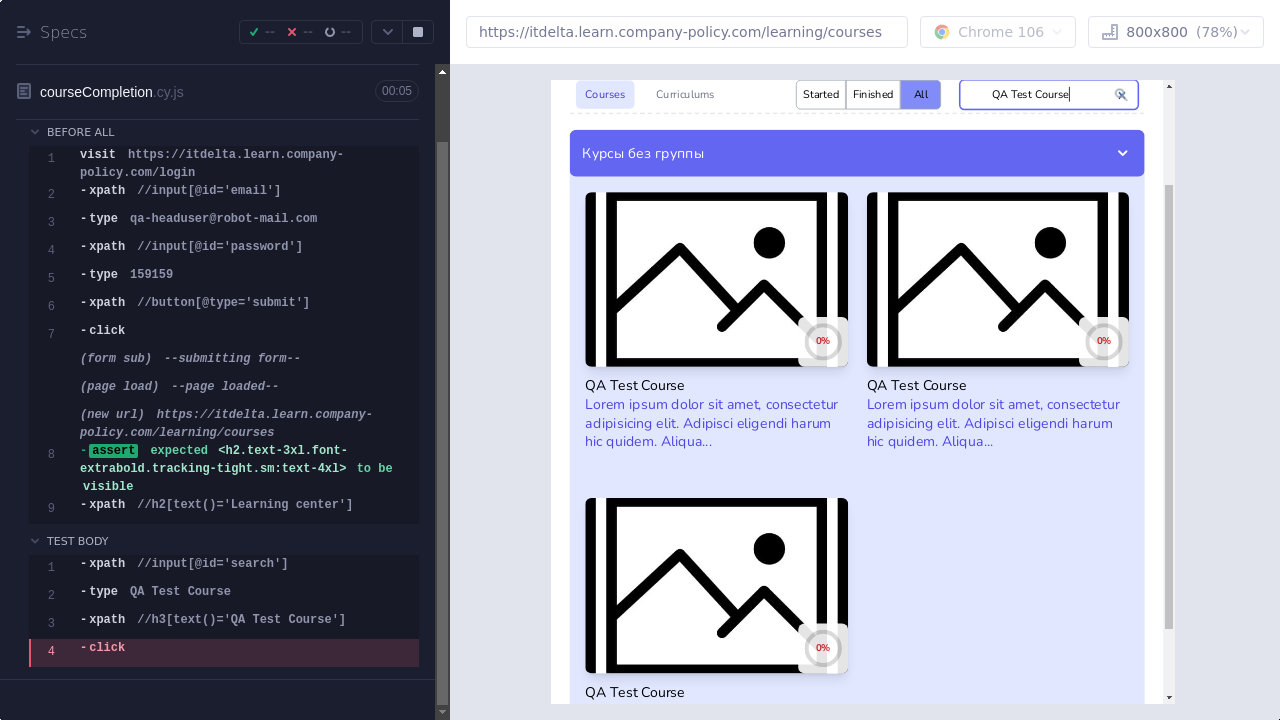 Specs
--
--
--
https://itdelta.learn.company-policy.com/learning/courses
Chrome 106
800x800 (78%)
courseCompletion.cy.js
00:05
BEFORE ALL
1 visit https://itdelta.learn.company-
policy.com/login
2 -xpath //input[@id='email']
3 -type qa-headuser@robot-mail.com
4 -xpath //input[@id='password']
5 -type 159159
6 -xpath //button[@type='submit']
7 -click
(form sub) --submitting form--
(page load) --page loaded--
(new url) https://itdelta.learn.company-
policy.com/learning/courses
8 -assert expected <h2.text-3xl.font-
extrabold.tracking-tight.sm:text-4xl> to be
visible
9 -xpath //h2[text()='Learning center']
TEST BODY
1 -xpath //input[@id='search']
2 -type QA Test Course
3 -xpath //h3[text()='QA Test Course']
4 -click
Courses
Curriculums
Started
Finished
All
QA Test Course
Курсы без группы
0%
QA Test Course
Lorem ipsum dolor sit amet, consectetur
adipisicing elit. Adipisci eligendi harum
hic quidem. Aliqua...
0%
QA Test Course
Lorem ipsum dolor sit amet, consectetur
adipisicing elit. Adipisci eligendi harum
hic quidem. Aliqua...
0%
QA Test Course